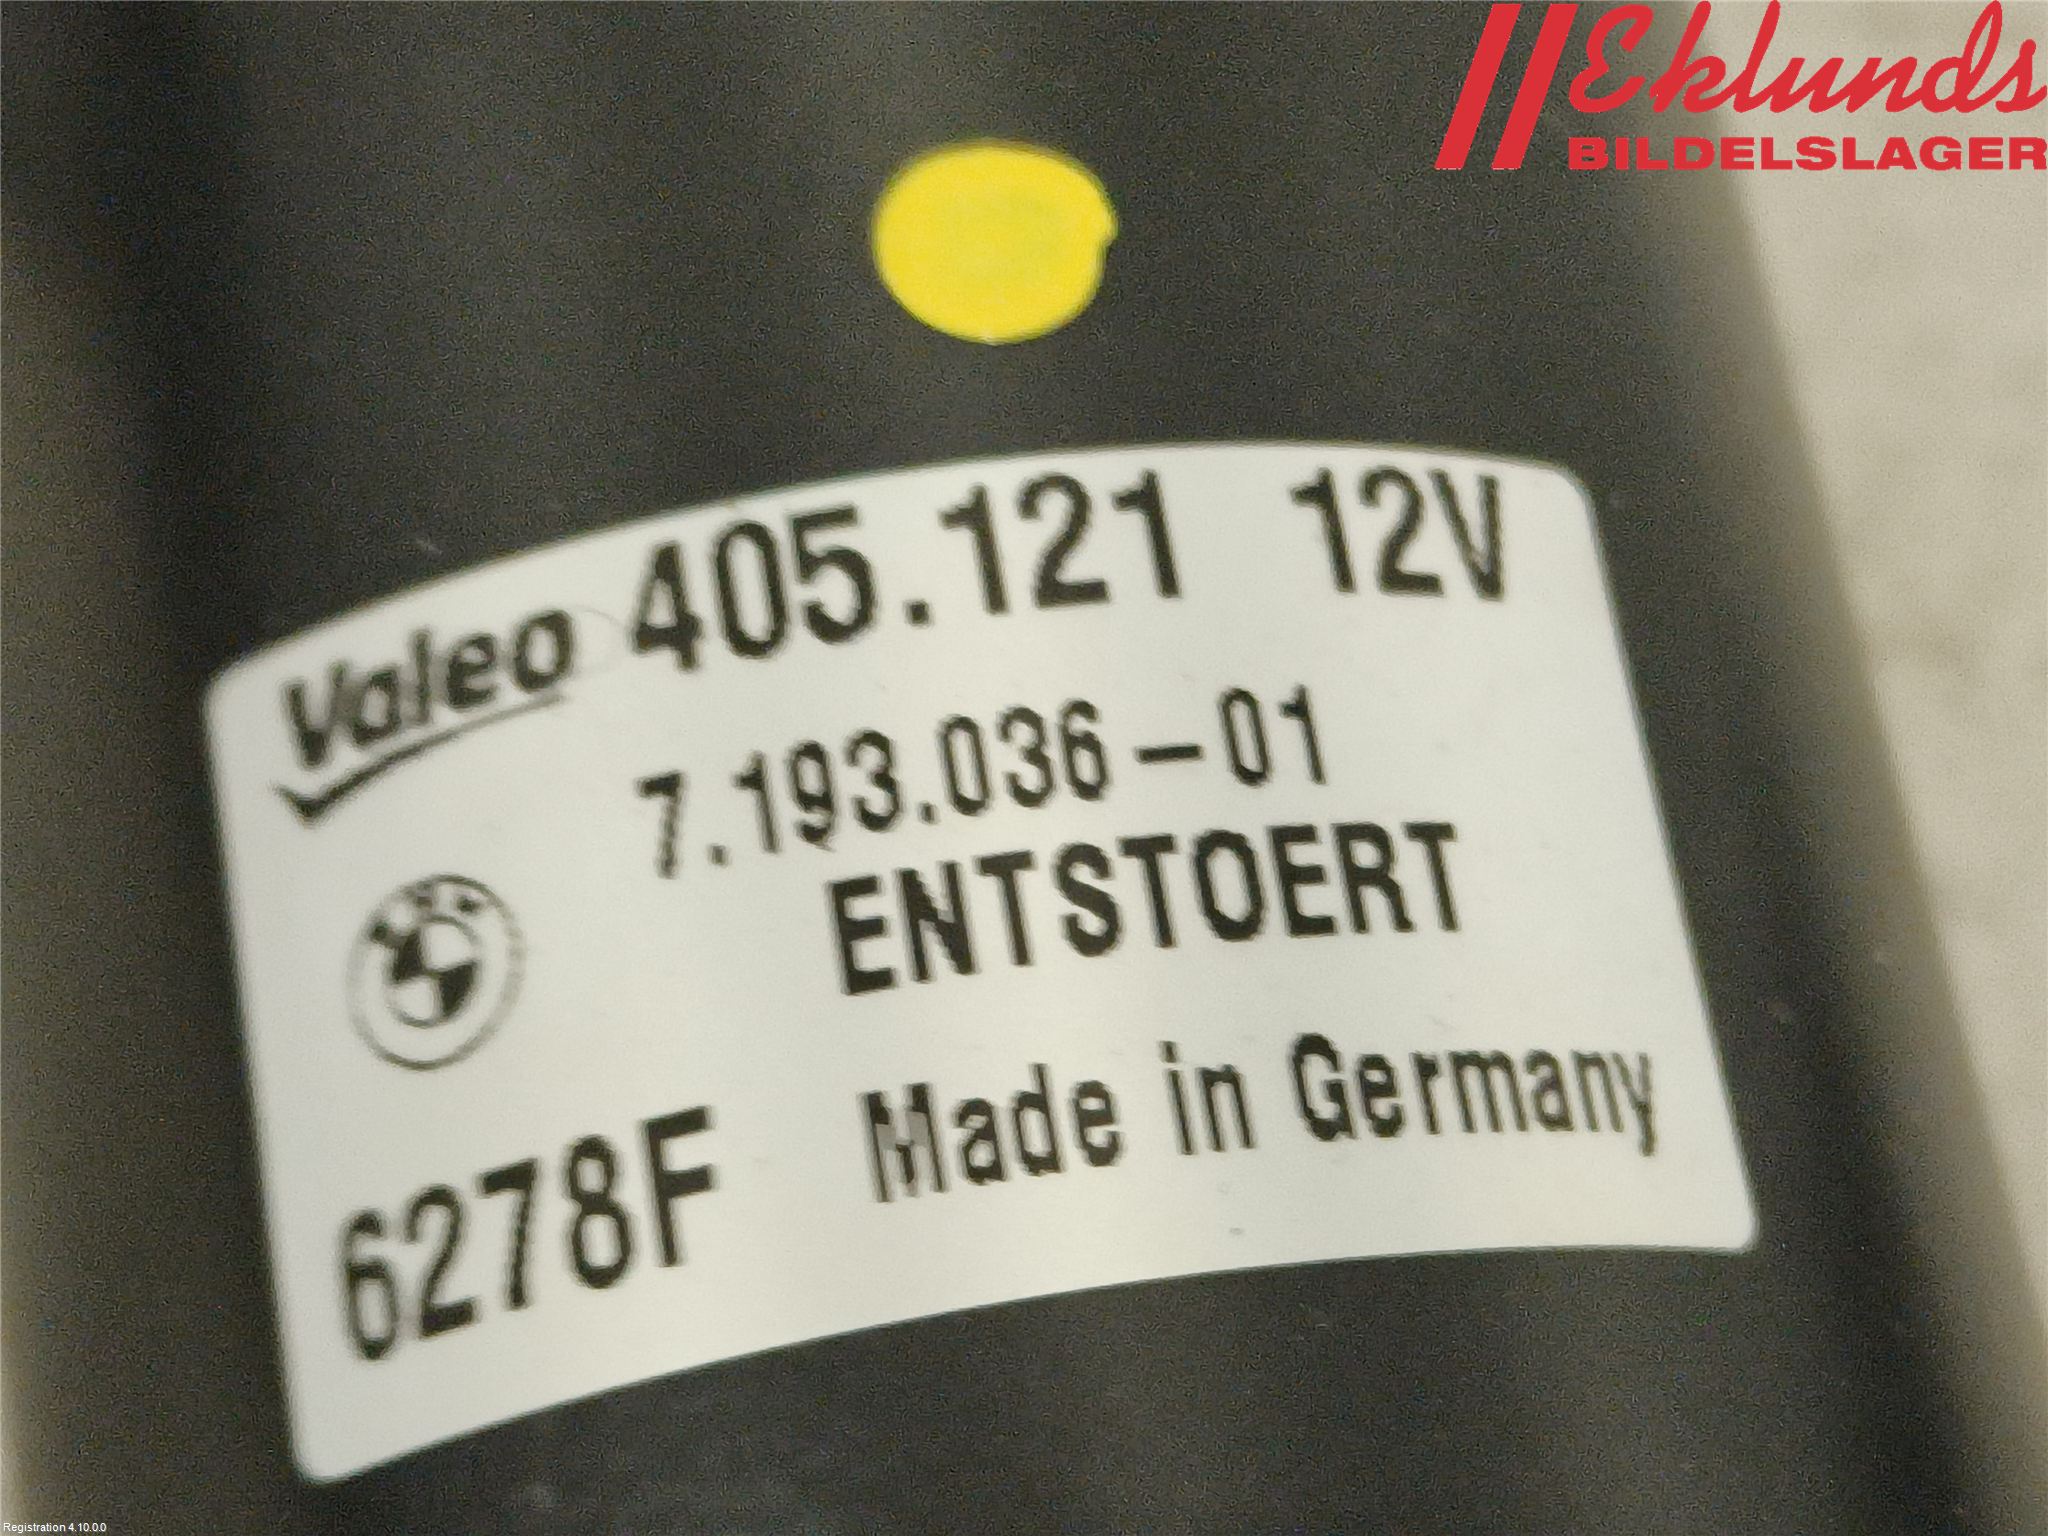 Eklunds
BILDELSLAGER
Valeo 405.121 12V
7.193.036-01
ENTSTOERT
Made in Germany
6278F
Registration 4.10.0.0